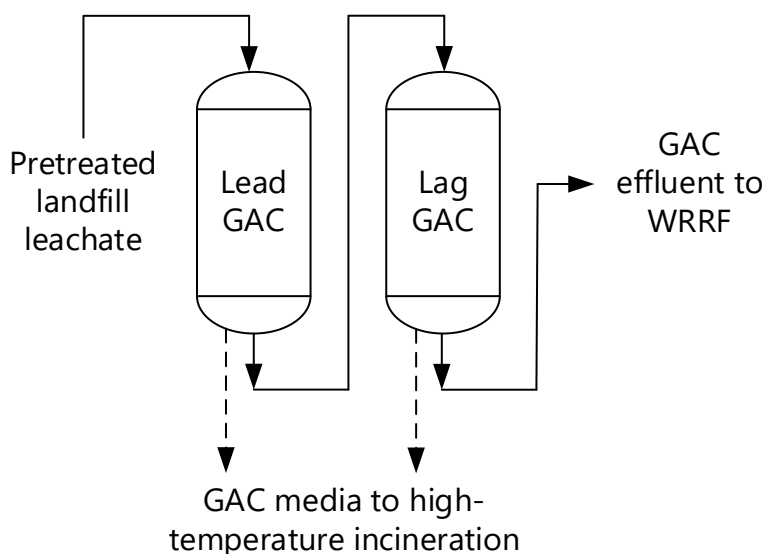 Pretreated
landfill
leachate
Lead
GAC
Lag
GAC
GAC
effluent to
WRRF
GAC media to high-
temperature incineration